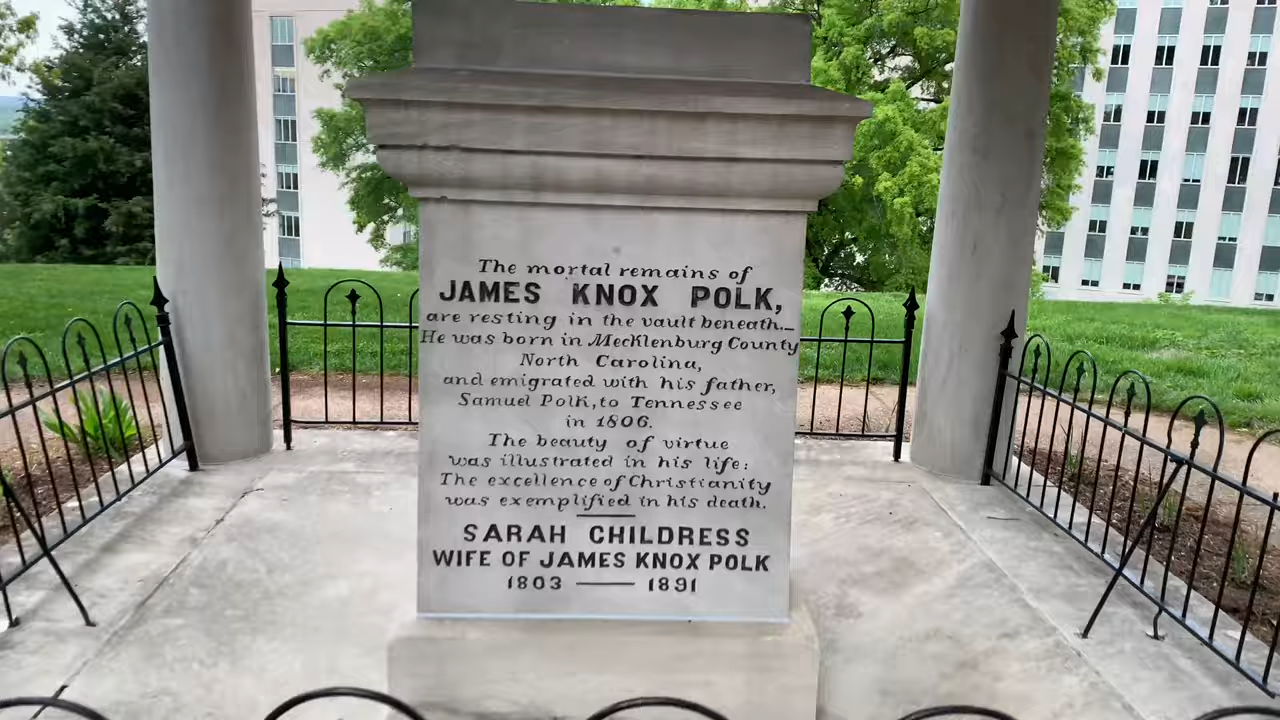 The mortal remains of
JAMES KNOX POLK,
are resting in the vault beneath.—
He was born in Mecklenburg County
North Carolina,
and emigrated with his father,
Samuel Polk, to Tennessee
in 1806.
The beauty of virtue
was illustrated in his life:
The excellence of Christianity
was exemplified in his death.
SARAH CHILDRESS
WIFE OF JAMES KNOX POLK
1803 — 1891